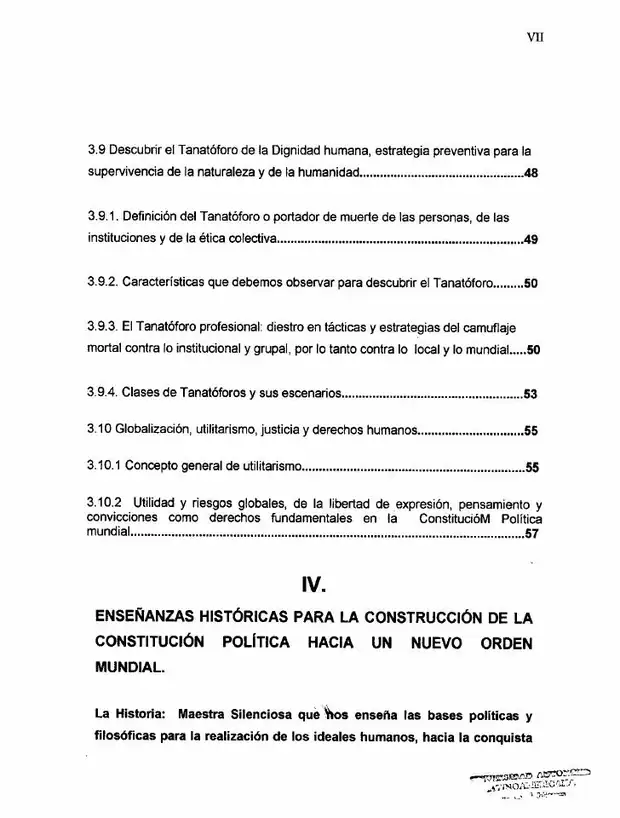 VII
3.9 Descubrir el Tanatóforo de la Dignidad humana, estrategia preventiva para la
supervivencia de la naturaleza y de la humanidad................................................48
3.9.1. Definición del Tanatóforo o portador de muerte de las personas, de las
instituciones y de la ética colectiva........................................................................49
3.9.2. Características que debemos observar para descubrir el Tanatóforo.........50
3.9.3. El Tanatóforo profesional: diestro en tácticas y estrategias del camuflaje
mortal contra lo institucional y grupal, por lo tanto contra lo local y lo mundial.....50
3.9.4. Clases de Tanatóforos y sus escenarios.....................................................53
3.10 Globalización, utilitarismo, justicia y derechos humanos...............................55
3.10.1 Concepto general de utilitarismo.................................................................55
3.10.2 Utilidad y riesgos globales, de la libertad de expresión, pensamiento y
convicciones como derechos fundamentales en la ConstitucióM Política
mundial...................................................................................................................57
IV.
ENSEÑANZAS HISTÓRICAS PARA LA CONSTRUCCIÓN DE LA
CONSTITUCIÓN POLÍTICA HACIA UN NUEVO ORDEN
MUNDIAL.
La Historia: Maestra Silenciosa que nos enseña las bases políticas y
filosóficas para la realización de los ideales humanos, hacia la conquista